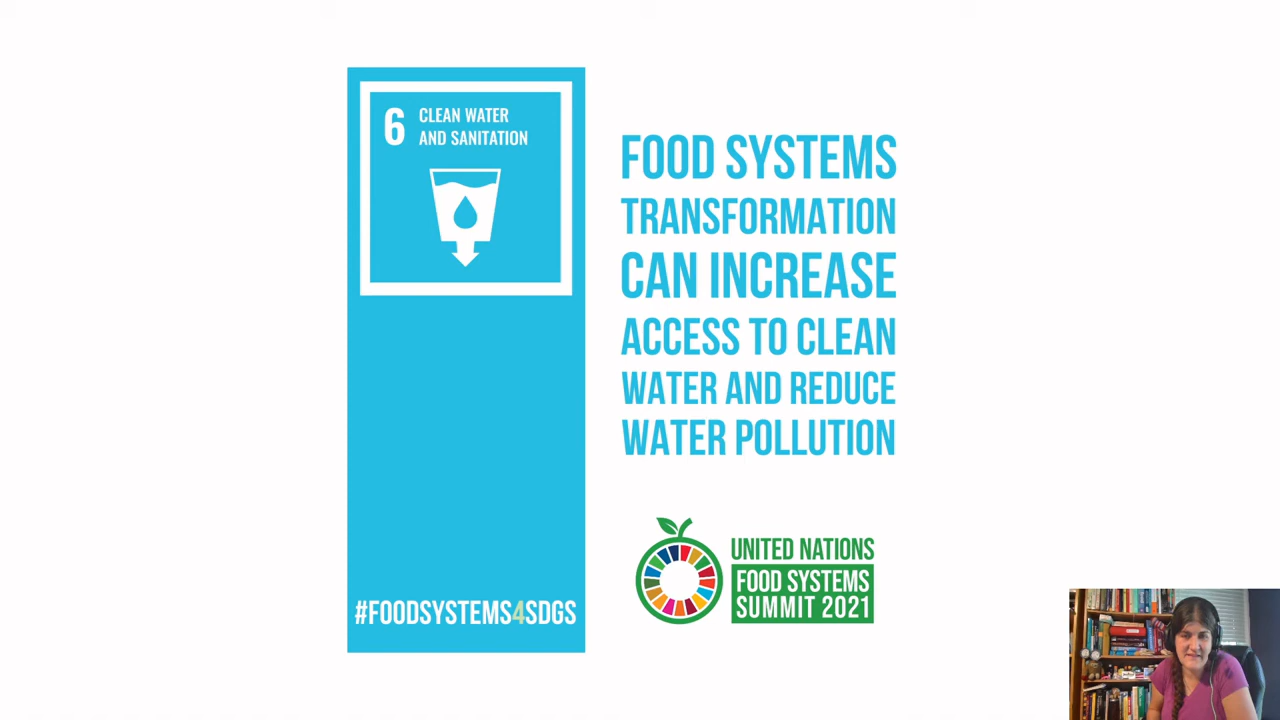 6
CLEAN WATER
AND SANITATION
#FOODSYSTEMS4SDGS
FOOD SYSTEMS
TRANSFORMATION
CAN INCREASE
ACCESS TO CLEAN
WATER AND REDUCE
WATER POLLUTION
UNITED NATIONS
FOOD SYSTEMS
SUMMIT 2021